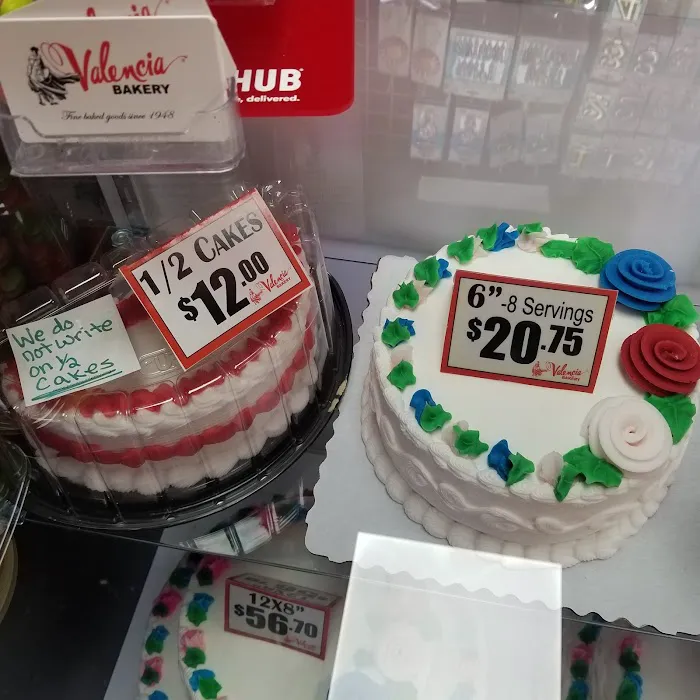 BAKERY
Valencia
BAKERY
Fine baked goods since 1948
HUB
, delivered.
1/2 CAKES
$12.00
Valencia
We do
not write
on 1/2
Cakes
6"-8 Servings
$20.75
Valencia
BAKERY
12x8"
$56.70